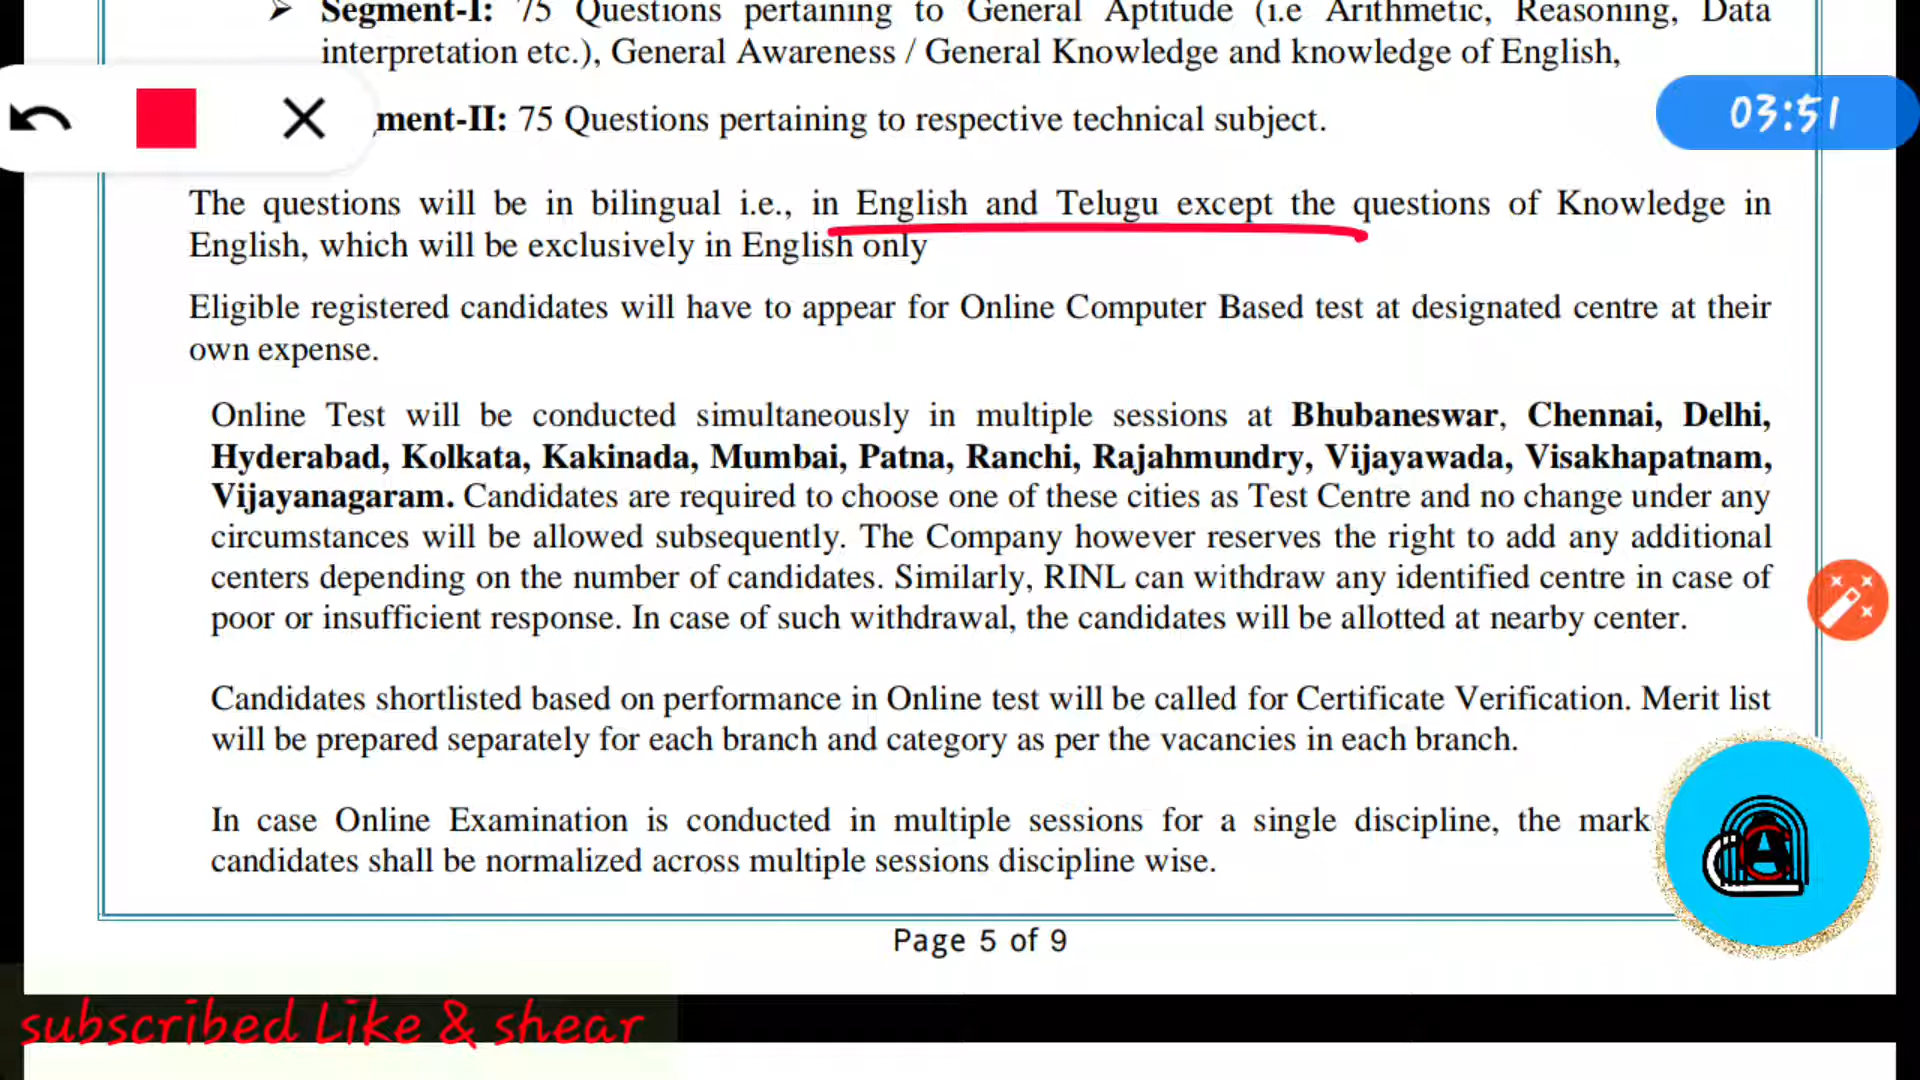 Segment-I: 75 Questions pertaining to General Aptitude (i.e Arithmetic, Reasoning, Data
interpretation etc.), General Awareness / General Knowledge and knowledge of English,
03:51
ment-II: 75 Questions pertaining to respective technical subject.
The questions will be in bilingual i.e., in English and Telugu except the questions of Knowledge in
English, which will be exclusively in English only
Eligible registered candidates will have to appear for Online Computer Based test at designated centre at their
own expense.
Online Test will be conducted simultaneously in multiple sessions at Bhubaneswar, Chennai, Delhi,
Hyderabad, Kolkata, Kakinada, Mumbai, Patna, Ranchi, Rajahmundry, Vijayawada, Visakhapatnam,
Vijayanagaram. Candidates are required to choose one of these cities as Test Centre and no change under any
circumstances will be allowed subsequently. The Company however reserves the right to add any additional
centers depending on the number of candidates. Similarly, RINL can withdraw any identified centre in case of
poor or insufficient response. In case of such withdrawal, the candidates will be allotted at nearby center.
Candidates shortlisted based on performance in Online test will be called for Certificate Verification. Merit list
will be prepared separately for each branch and category as per the vacancies in each branch.
In case Online Examination is conducted in multiple sessions for a single discipline, the mark
candidates shall be normalized across multiple sessions discipline wise.
A
Page 5 of 9
subscribed Like & shear